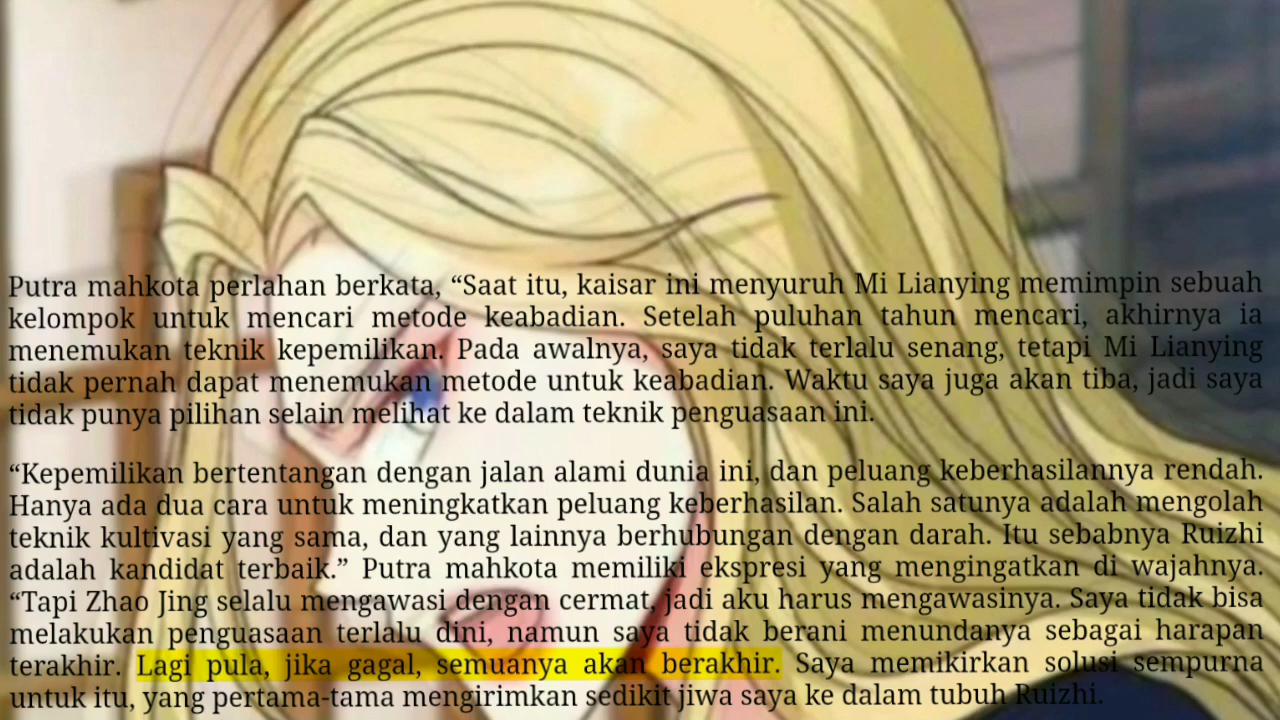 Putra mahkota perlahan berkata, “Saat itu, kaisar ini menyuruh Mi Lianying memimpin sebuah
kelompok untuk mencari metode keabadian. Setelah puluhan tahun mencari, akhirnya ia
menemukan teknik kepemilikan. Pada awalnya, saya tidak terlalu senang, tetapi Mi Lianying
tidak pernah dapat menemukan metode untuk keabadian. Waktu saya juga akan tiba, jadi saya
tidak punya pilihan selain melihat ke dalam teknik penguasaan ini.
“Kepemilikan bertentangan dengan jalan alami dunia ini, dan peluang keberhasilannya rendah.
Hanya ada dua cara untuk meningkatkan peluang keberhasilan. Salah satunya adalah mengolah
teknik kultivasi yang sama, dan yang lainnya berhubungan dengan darah. Itu sebabnya Ruizhi
adalah kandidat terbaik.” Putra mahkota memiliki ekspresi yang mengingatkan di wajahnya.
“Tapi Zhao Jing selalu mengawasi dengan cermat, jadi aku harus mengawasinya. Saya tidak bisa
melakukan penguasaan terlalu dini, namun saya tidak berani menundanya sebagai harapan
terakhir. Lagi pula, jika gagal, semuanya akan berakhir. Saya memikirkan solusi sempurna
untuk itu, yang pertama-tama mengirimkan sedikit jiwa saya ke dalam tubuh Ruizhi.